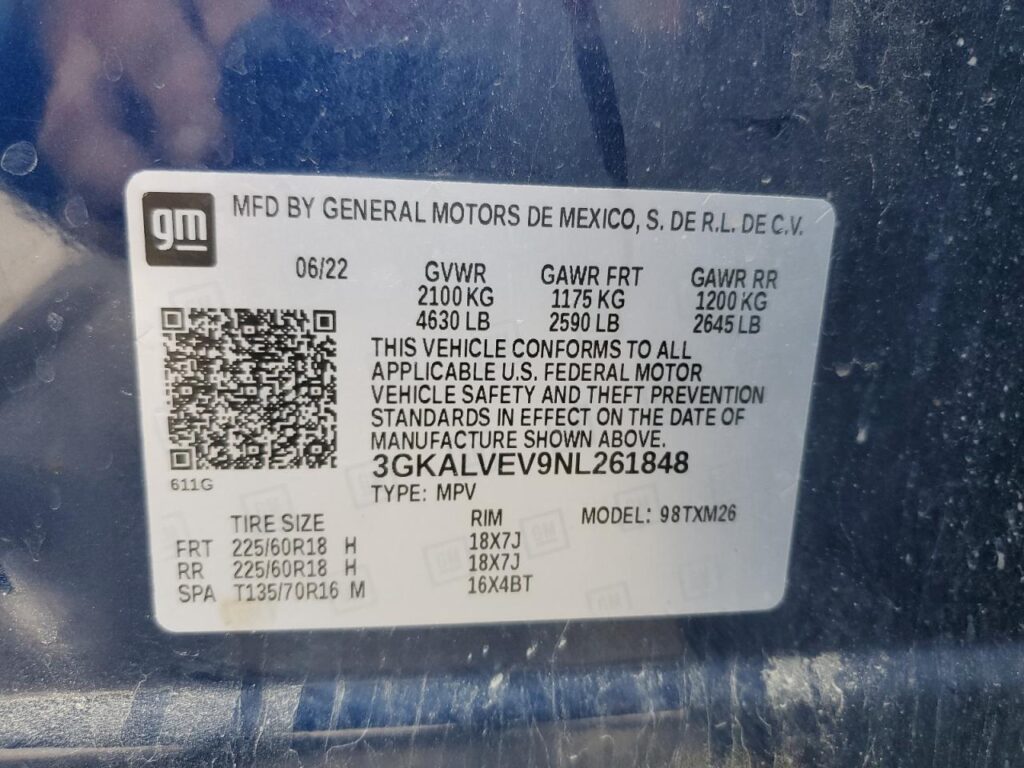 gm
MFD BY GENERAL MOTORS DE MEXICO, S. DE R.L. DE C.V.
06/22 GVWR GAWR FRT GAWR RR
2100 KG 1175 KG 1200 KG
4630 LB 2590 LB 2645 LB
THIS VEHICLE CONFORMS TO ALL
APPLICABLE U.S. FEDERAL MOTOR
VEHICLE SAFETY AND THEFT PREVENTION
STANDARDS IN EFFECT ON THE DATE OF
MANUFACTURE SHOWN ABOVE.
3GKALVEV9NL261848
611G
TYPE: MPV
TIRE SIZE RIM MODEL: 98TXM26
FRT 225/60R18 H 18X7J
RR 225/60R18 H 18X7J
SPA T135/70R16 M 16X4BT